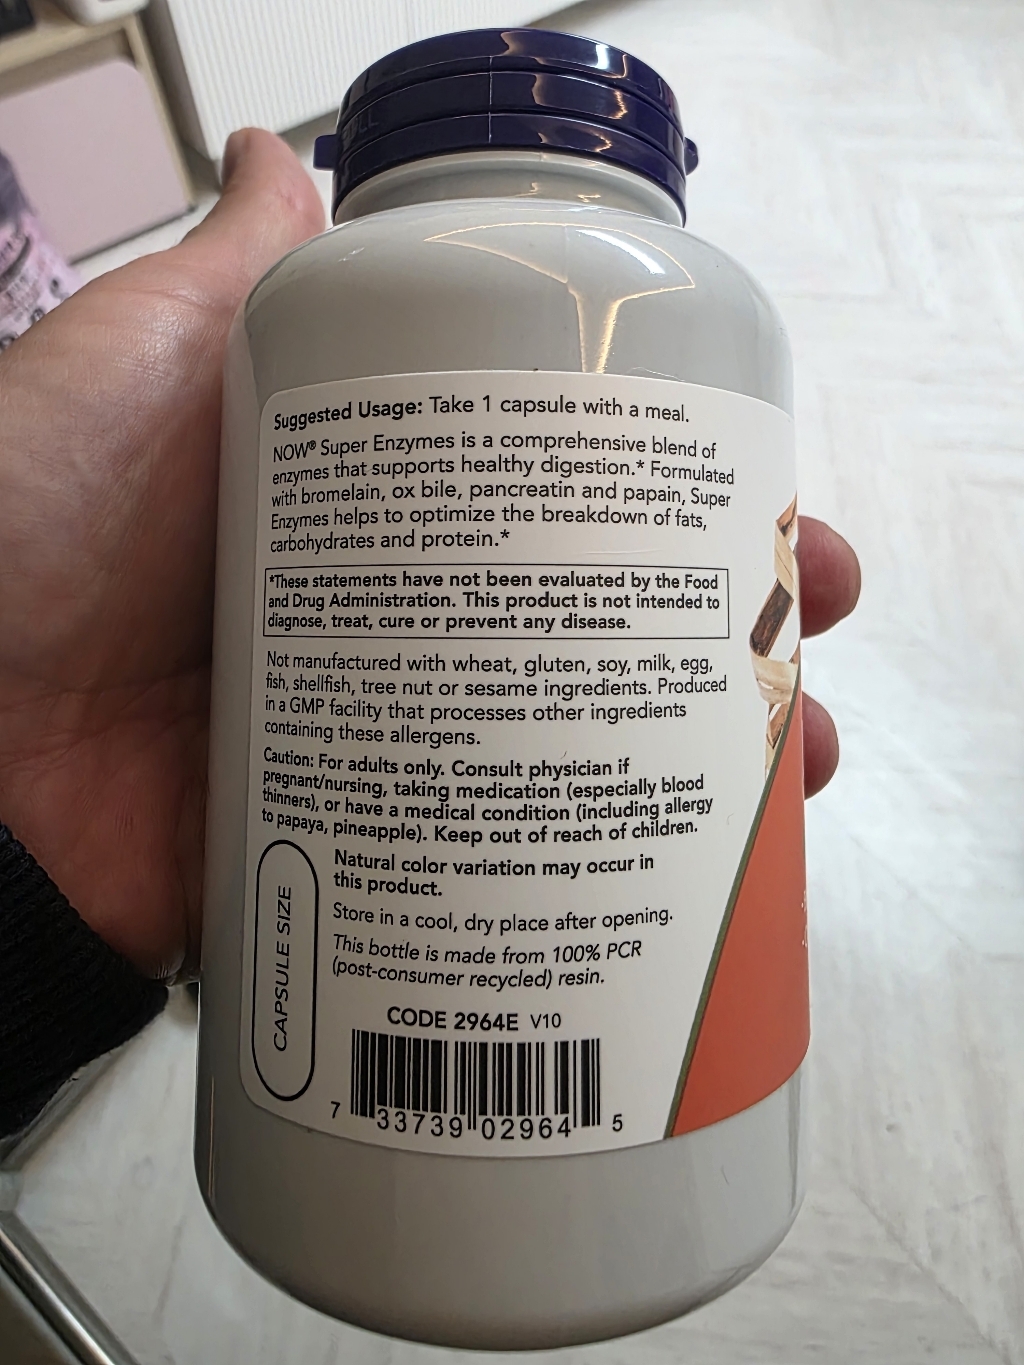 Suggested Usage: Take 1 capsule with a meal.
NOW® Super Enzymes is a comprehensive blend of
enzymes that supports healthy digestion.* Formulated
with bromelain, ox bile, pancreatin and papain, Super
Enzymes helps to optimize the breakdown of fats,
carbohydrates and protein.*
*These statements have not been evaluated by the Food
and Drug Administration. This product is not intended to
diagnose, treat, cure or prevent any disease.
Not manufactured with wheat, gluten, soy, milk, egg,
fish, shellfish, tree nut or sesame ingredients. Produced
in a GMP facility that processes other ingredients
containing these allergens.
Caution: For adults only. Consult physician if
pregnant/nursing, taking medication (especially blood
thinners), or have a medical condition (including allergy
to papaya, pineapple). Keep out of reach of children.
CAPSULE SIZE
Natural color variation may occur in
this product.
Store in a cool, dry place after opening.
This bottle is made from 100% PCR
(post-consumer recycled) resin.
CODE 2964E V10
7 33739 02964 5